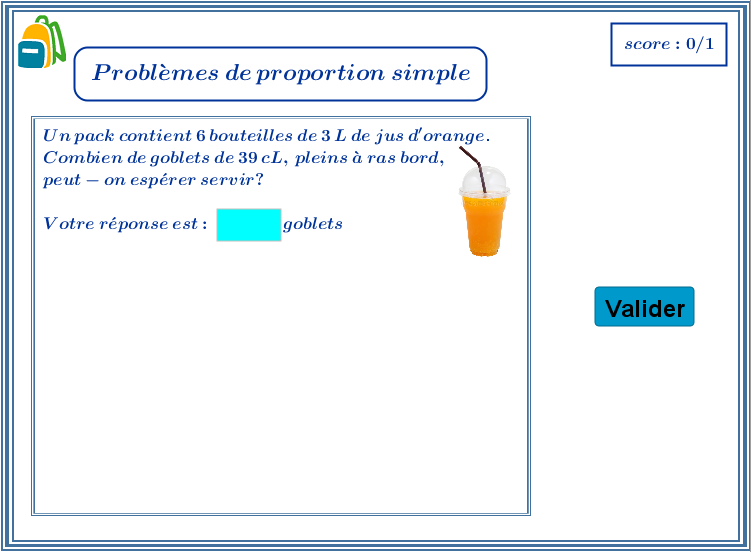 score : 0/1
Problèmes de proportion simple
Un pack contient 6 bouteilles de 3 L de jus d'orange.
Combien de goblets de 39 cL, pleins à ras bord,
peut – on espérer servir?
Votre réponse est : goblets
Valider